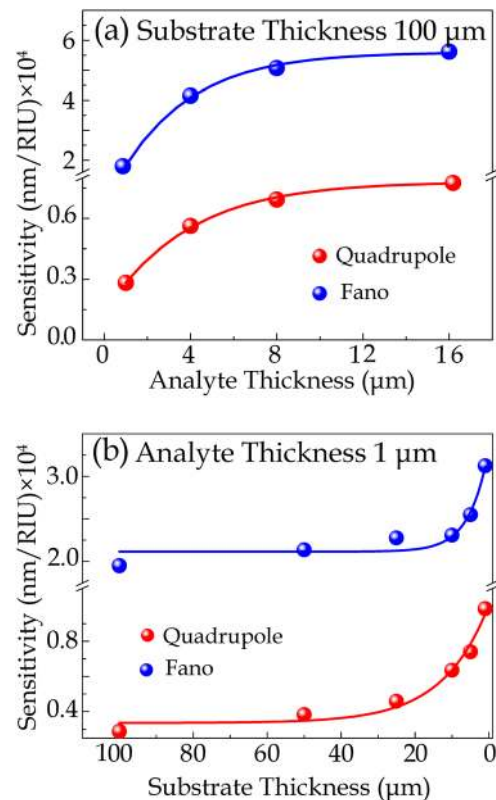 (a) Substrate Thickness 100 µm
Sensitivity (nm/RIU)×10⁴
6
4
2
0.6
0.3
0.0
Quadrupole
Fano
0 4 8 12 16
Analyte Thickness (µm)
(b) Analyte Thickness 1 µm
Sensitivity (nm/RIU)×10⁴
3.0
2.0
0.8
0.4
Quadrupole
Fano
100 80 60 40 20 0
Substrate Thickness (µm)